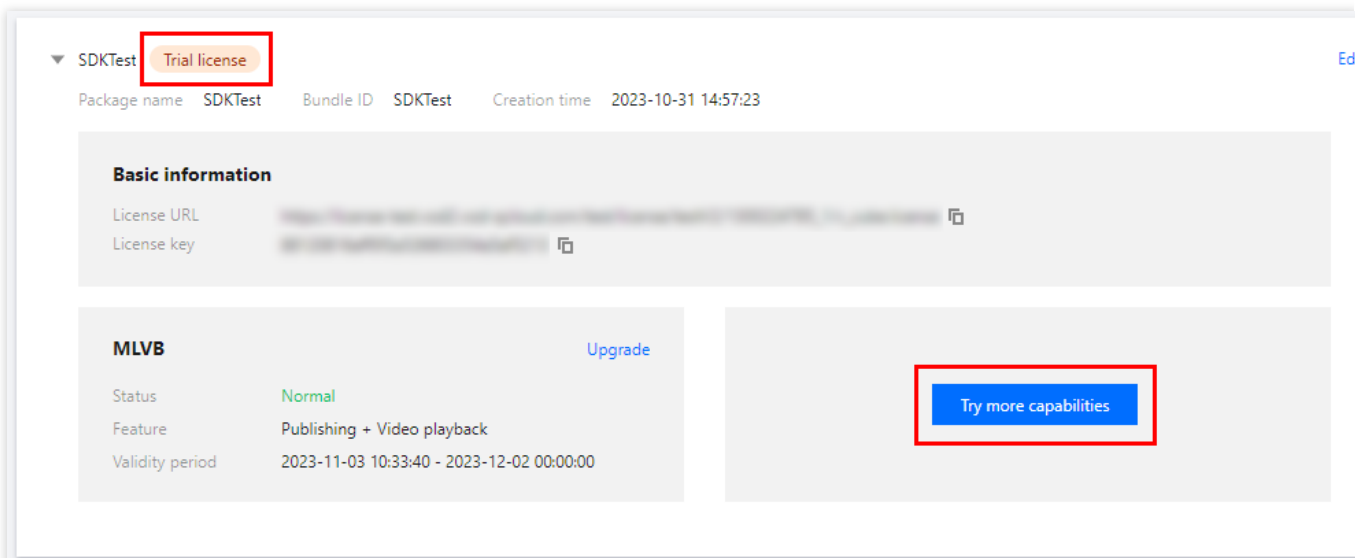 SDKTest Trial license Ed
Package name SDKTest Bundle ID SDKTest Creation time 2023-10-31 14:57:23
Basic information
License URL
License key
MLVB Upgrade
Status Normal
Feature Publishing + Video playback
Validity period 2023-11-03 10:33:40 - 2023-12-02 00:00:00
Try more capabilities